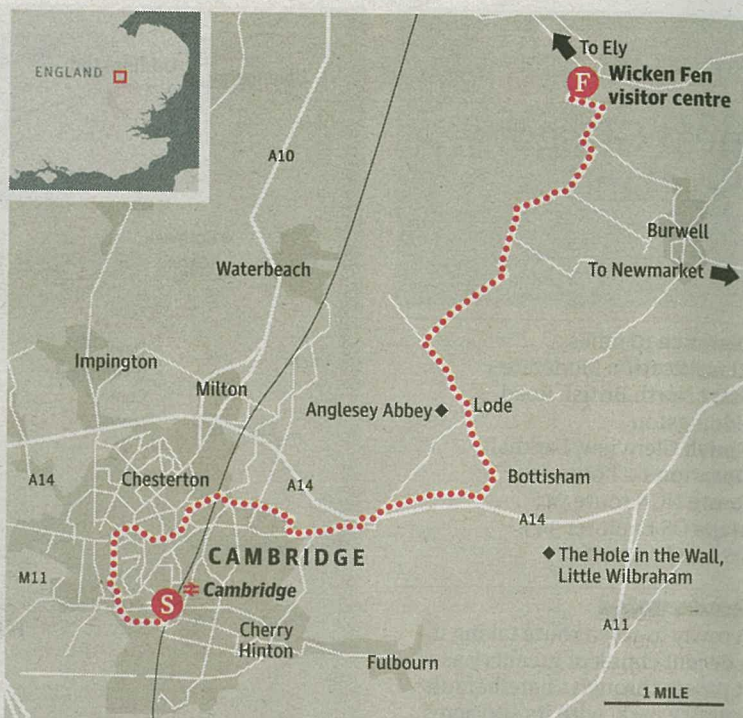 ENGLAND
To Ely
F
Wicken Fen
visitor centre
A10
Burwell
To Newmarket
Waterbeach
Impington
Milton
Anglesey Abbey
Lode
A14
Chesterton
A14
Bottisham
A14
CAMBRIDGE
The Hole in the Wall,
Little Wilbraham
M11
S
Cambridge
A11
Cherry
Hinton
Fulbourn
1 MILE